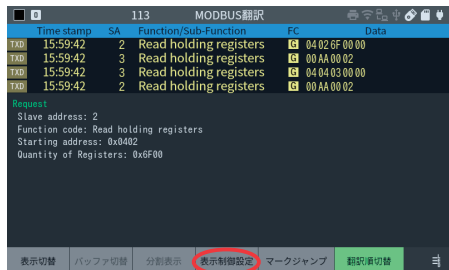 0 113 MODBUS翻訳
Time stamp SA Function/Sub-Function FC Data
TXD 15:59:42 2 Read holding registers G 04 02 6F 00 00
TXD 15:59:42 3 Read holding registers G 00 AA 00 02
TXD 15:59:42 3 Read holding registers G 04 04 03 00 00
TXD 15:59:42 2 Read holding registers G 00 AA 00 02
Request
Slave address: 2
Function code: Read holding registers
Starting address: 0x0402
Quantity of Registers: 0x6F00
表示切替 バッファ切替 分割表示 表示制御設定 マークジャンプ 翻訳順切替